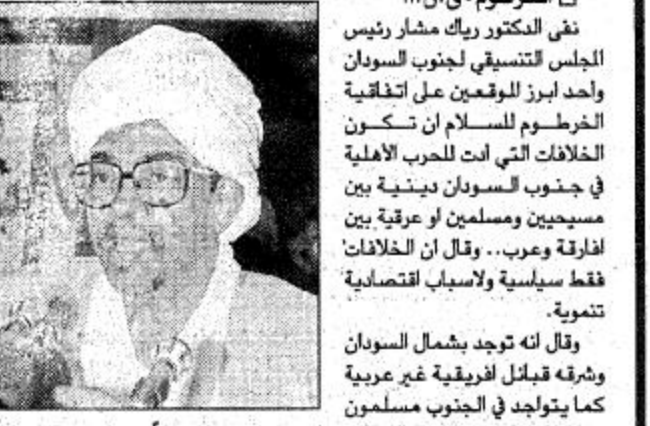 نفى الدكتور رياك مشار رئيس
المجلس التنسيقي لجنوب السودان
وأحد ابرز الموقعين على اتفاقية
الخرطوم للسلام ان تكون
الخلافات التي أدت للحرب الأهلية
في جنوب السودان دينية بين
مسيحيين ومسلمين او عرقية بين
افارقة وعرب.. وقال ان الخلافات
فقط سياسية ولاسباب اقتصادية
تنموية.
وقال انه توجد بشمال السودان
وشرقه قبائل افريقية غير عربية
كما يتواجد في الجنوب مسلمون